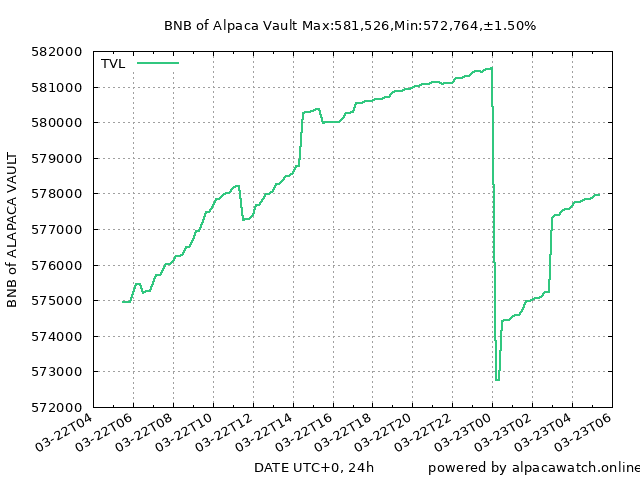 BNB of Alpaca Vault Max:581,526,Min:572,764,±1.50%
TVL
582000
581000
580000
579000
578000
577000
576000
575000
574000
573000
572000
BNB of ALAPACA VAULT
03-22T04
03-22T06
03-22T08
03-22T10
03-22T12
03-22T14
03-22T16
03-22T18
03-22T20
03-22T22
03-23T00
03-23T02
03-23T04
03-23T06
DATE UTC+0, 24h
powered by alpacawatch.online